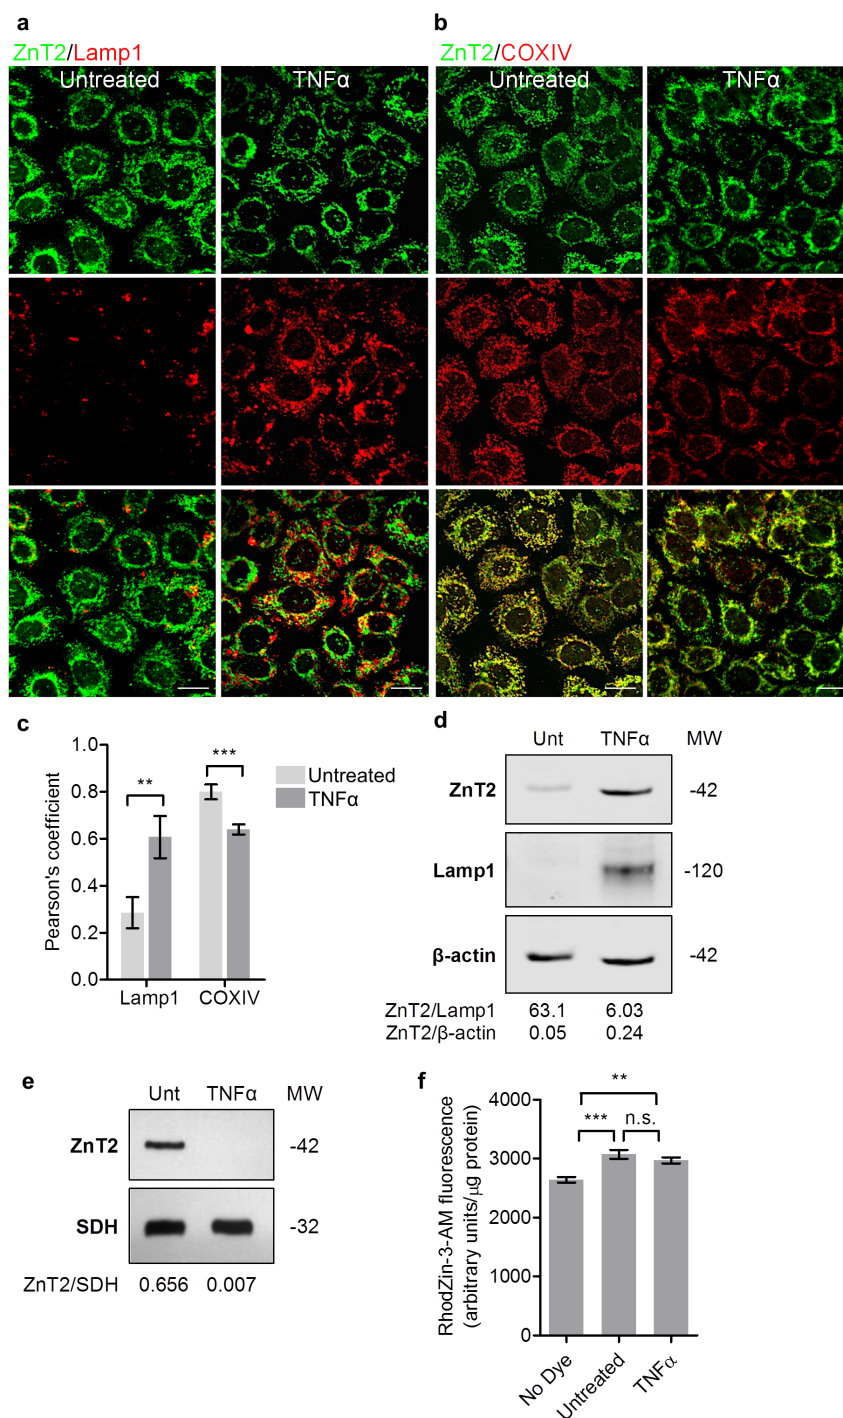 a
b
ZnT2/Lamp1
ZnT2/COXIV
Untreated
TNFα
Untreated
TNFα
c
Pearson's coefficient
1.0
0.8
0.6
0.4
0.2
0.0
**
***
Untreated
TNFα
Lamp1
COXIV
d
Unt
TNFα
MW
ZnT2
-42
Lamp1
-120
β-actin
-42
ZnT2/Lamp1 63.1 6.03
ZnT2/β-actin 0.05 0.24
e
Unt
TNFα
MW
ZnT2
-42
SDH
-32
ZnT2/SDH 0.656 0.007
f
RhodZin-3-AM fluorescence
(arbitrary units/μg protein)
4000
3000
2000
1000
0
**
***
n.s.
No Dye
Untreated
TNFα